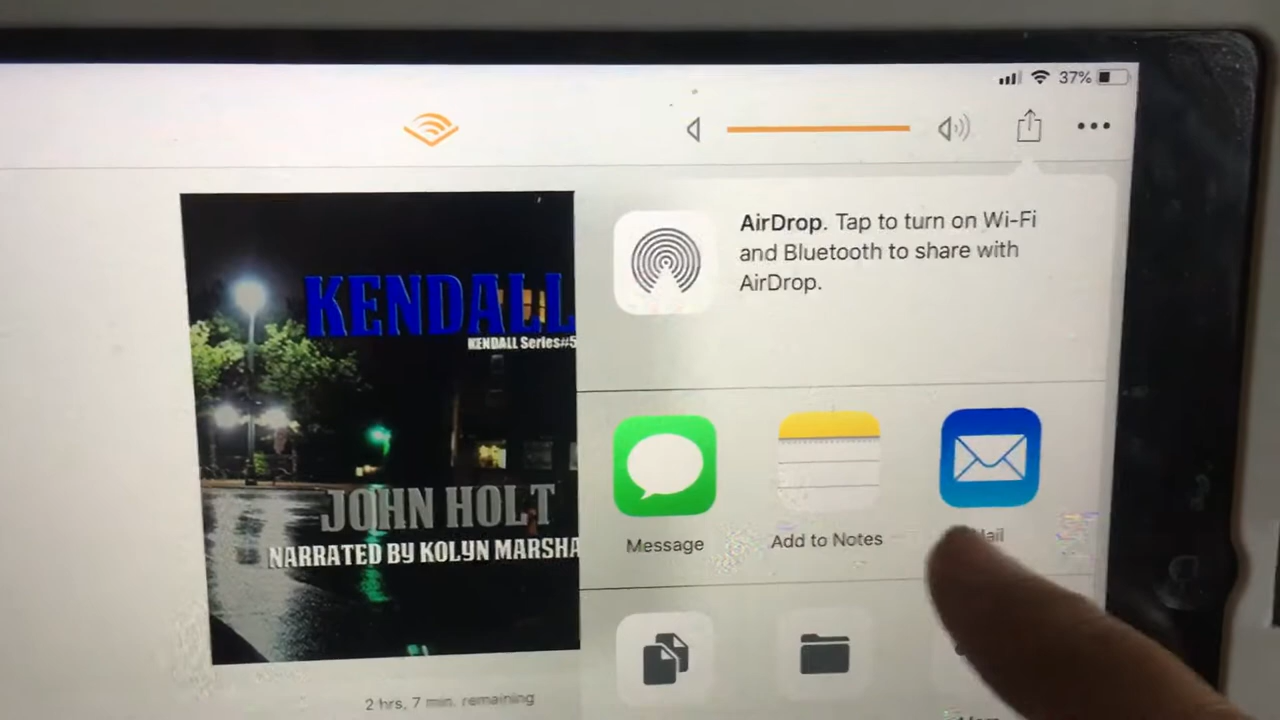 37%
AirDrop. Tap to turn on Wi-Fi
and Bluetooth to share with
AirDrop.
KENDALL
KENDALL Series#5
JOHN HOLT
NARRATED BY KOLYN MARSHA
Message
Add to Notes
2 hrs, 7 min. remaining